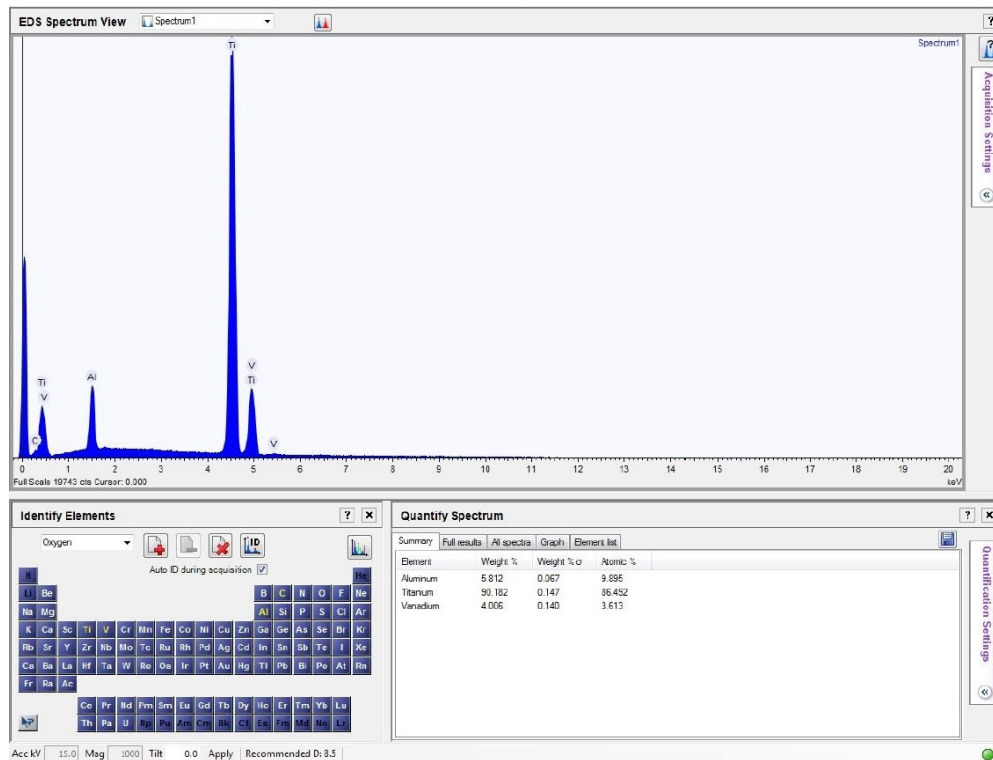 EDS Spectrum View Spectrum1 ?
Spectrum1
Ti
V
Ti
Ti
V
Al
C
V
0 1 2 3 4 5 6 7 8 9 10 11 12 13 14 15 16 17 18 19 20
Full Scale 19743 cts Cursor: 0.000 keV
?
Acquisition Settings
Identify Elements ? X
Oxygen ID
Auto ID during acquisition
H He
Li Be B C N O F Ne
Na Mg Al Si P S Cl Ar
K Ca Sc Ti V Cr Mn Fe Co Ni Cu Zn Ga Ge As Se Br Kr
Rb Sr Y Zr Nb Mo Tc Ru Rh Pd Ag Cd In Sn Sb Te I Xe
Cs Ba La Hf Ta W Re Os Ir Pt Au Hg Tl Pb Bi Po At Rn
Fr Ra Ac
Ce Pr Nd Pm Sm Eu Gd Tb Dy Ho Er Tm Yb Lu
Th Pa U Np Pu Am Cm Bk Cf Es Fm Md No Lr
?
Quantify Spectrum ? X
Summary Full results All spectra Graph Element list
Element Weight % Weight % σ Atomic %
Aluminum 5.812 0.067 9.895
Titanium 90.182 0.147 86.492
Vanadium 4.006 0.140 3.613
Quantification Settings
Acc kV 15.0 Mag 1000 Tilt 0.0 Apply Recommended D: 8.5